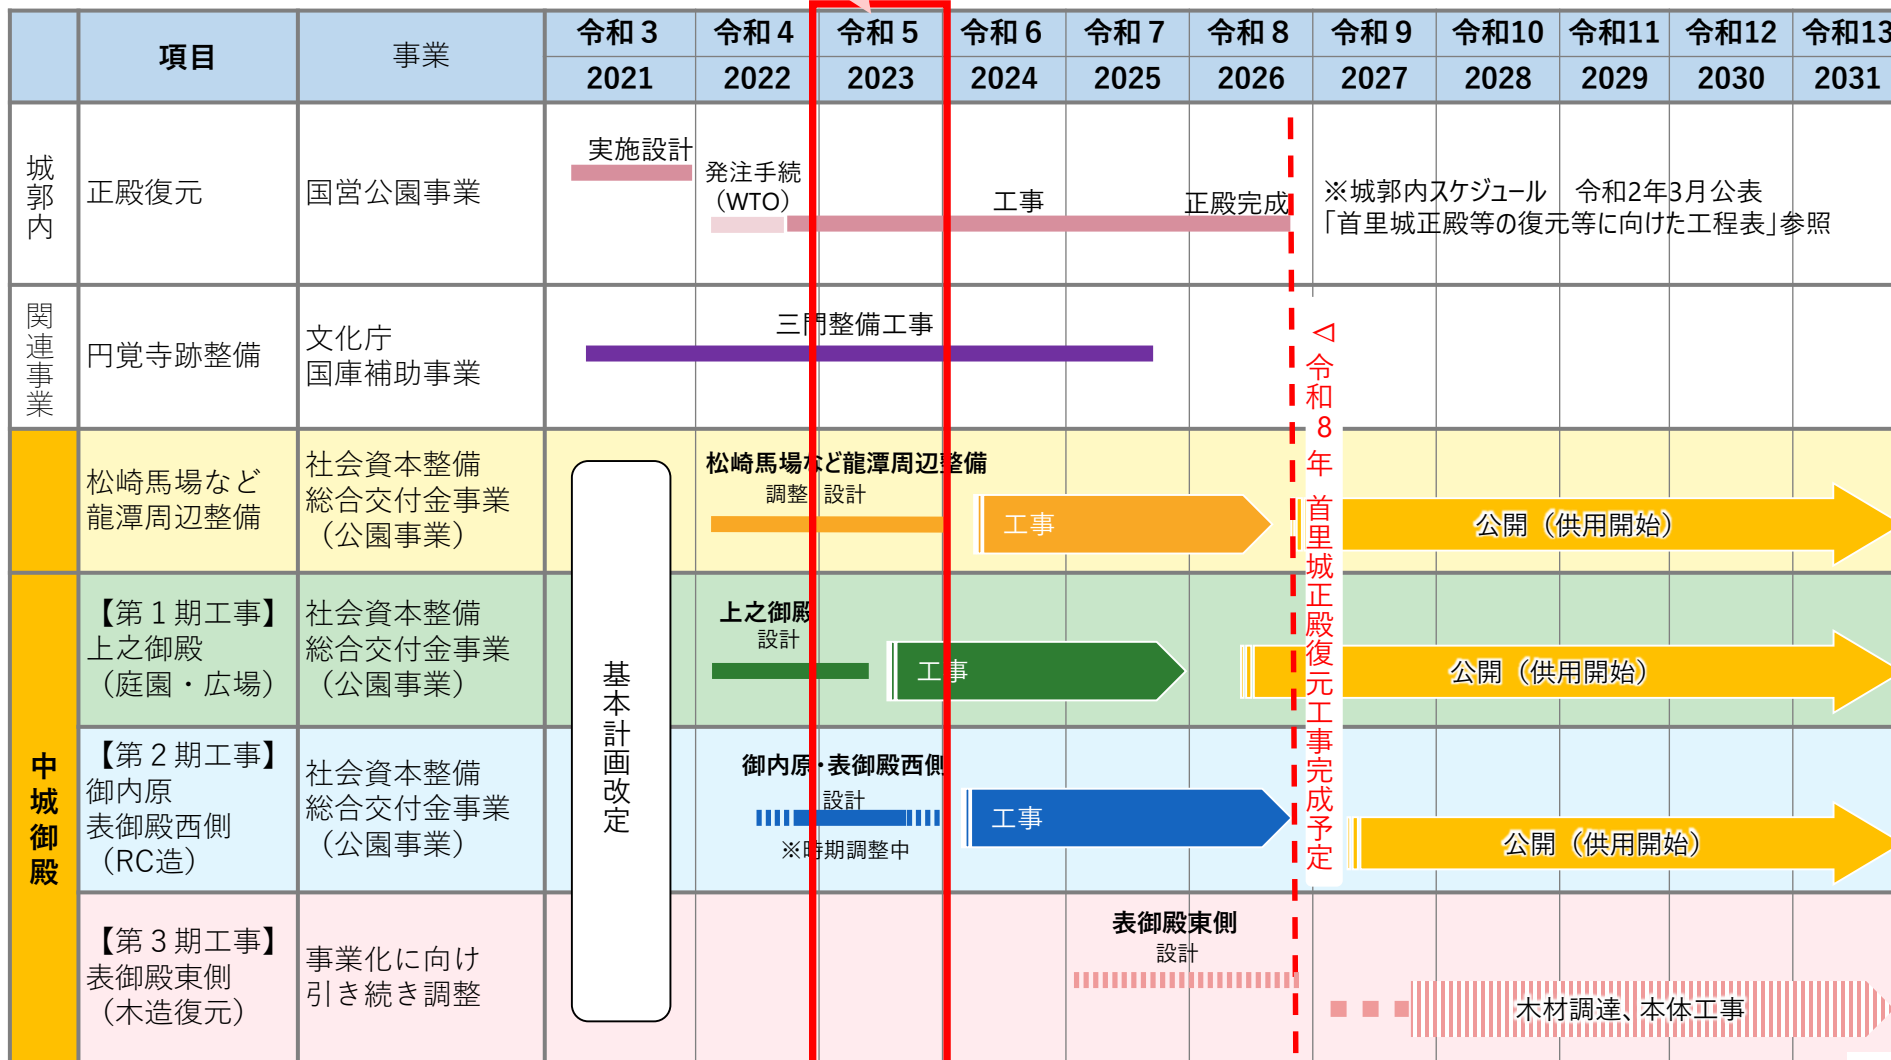 項目
事業
令和3
令和4
令和5
令和6
令和7
令和8
令和9
令和10
令和11
令和12
令和13
2021
2022
2023
2024
2025
2026
2027
2028
2029
2030
2031
城郭内
正殿復元
国営公園事業
実施設計
発注手続
（WTO）
工事
正殿完成
※城郭内スケジュール　令和2年3月公表
「首里城正殿等の復元等に向けた工程表」参照
関連事業
円覚寺跡整備
文化庁
国庫補助事業
三門整備工事
松崎馬場など
龍潭周辺整備
社会資本整備
総合交付金事業
（公園事業）
基本計画改定
松崎馬場など龍潭周辺整備
調整　設計
工事
公開（供用開始）
◁令和8年 首里城正殿復元工事完成予定
中城御殿
【第１期工事】
上之御殿
（庭園・広場）
社会資本整備
総合交付金事業
（公園事業）
上之御殿
設計
工事
公開（供用開始）
【第２期工事】
御内原
表御殿西側
（RC造）
社会資本整備
総合交付金事業
（公園事業）
御内原・表御殿西側
設計
※時期調整中
工事
公開（供用開始）
【第３期工事】
表御殿東側
（木造復元）
事業化に向け
引き続き調整
表御殿東側
設計
木材調達、本体工事